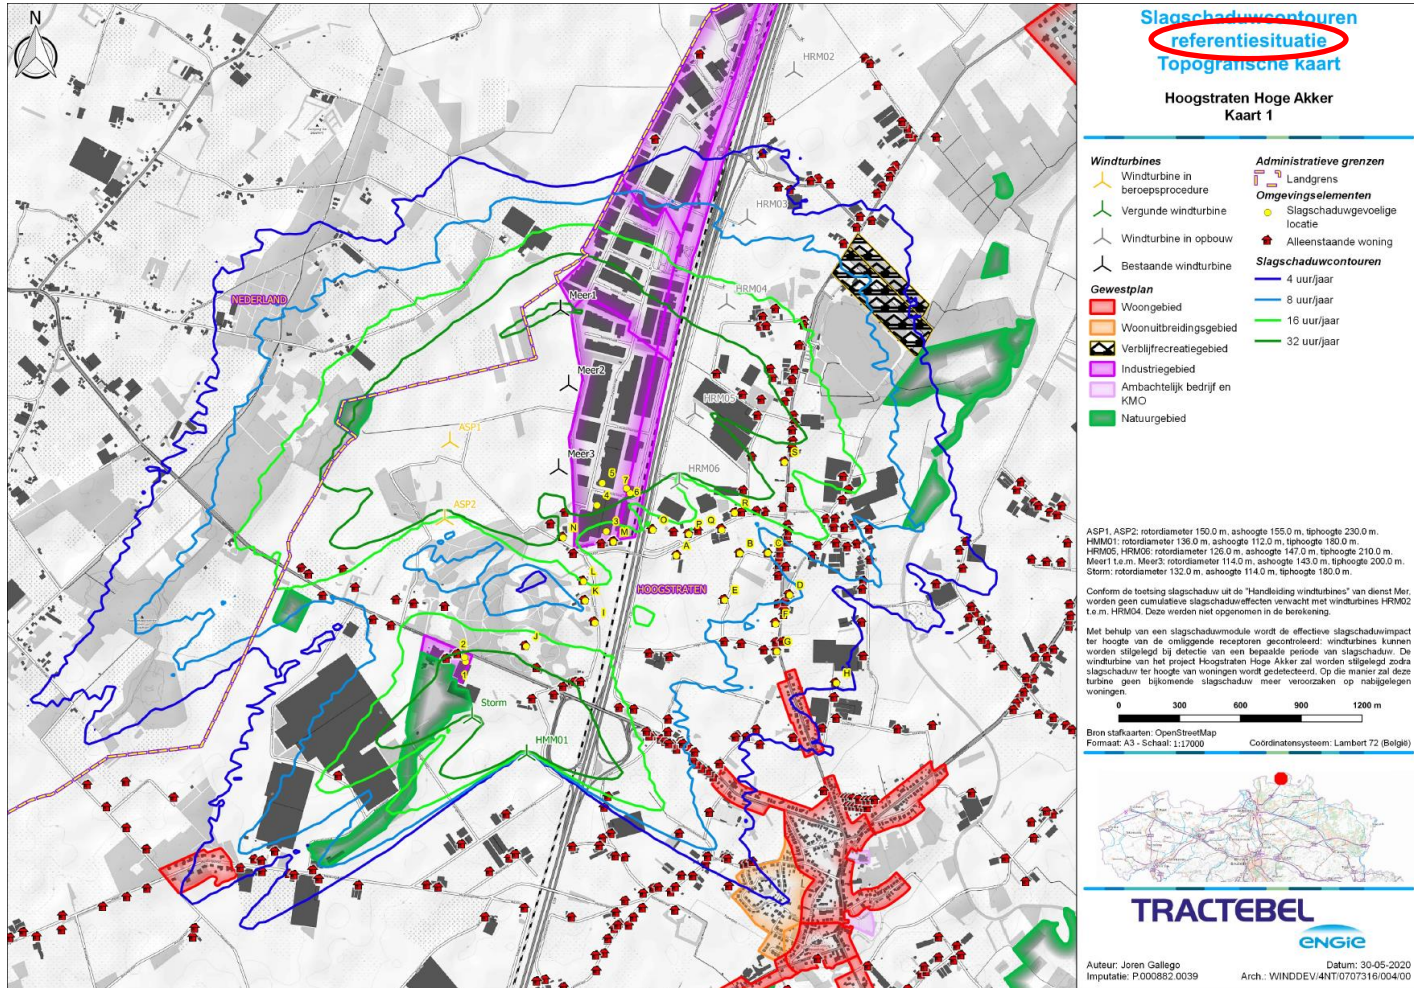 Slagschaduwcontouren
referentiesituatie
Topografische kaart
Hoogstraten Hoge Akker
Kaart 1
Windturbines
Windturbine in
beroepsprocedure
Vergunde windturbine
Windturbine in opbouw
Bestaande windturbine
Gewestplan
Woongebied
Woonuitbreidingsgebied
Verblijfrecreatiegebied
Industriegebied
Ambachtelijk bedrijf en
KMO
Natuurgebied
Administratieve grenzen
Landgrens
Omgevingselementen
Slagschaduwgevoelige
locatie
Alleenstaande woning
Slagschaduwcontouren
4 uur/jaar
8 uur/jaar
16 uur/jaar
32 uur/jaar
ASP1, ASP2: rotordiameter 150.0 m, ashoogte 155.0 m, tiphoogte 230.0 m.
HMM01: rotordiameter 136.0 m, ashoogte 112.0 m, tiphoogte 180.0 m.
HRM05, HRM06: rotordiameter 126.0 m, ashoogte 147.0 m, tiphoogte 210.0 m.
Meer1 t.e.m. Meer3: rotordiameter 114.0 m, ashoogte 143.0 m, tiphoogte 200.0 m.
Storm: rotordiameter 132.0 m, ashoogte 114.0 m, tiphoogte 180.0 m.
Conform de toetsing slagschaduw uit de "Handleiding windturbines" van dienst Mer,
worden geen cumulatieve slagschaduweffecten verwacht met windturbines HRM02
t.e.m. HRM04. Deze werden niet opgenomen in de berekening.
Met behulp van een slagschaduwmodule wordt de effectieve slagschaduwimpact
ter hoogte van de omliggende receptoren gecontroleerd: windturbines kunnen
worden stilgelegd bij detectie van een bepaalde periode van slagschaduw. De
windturbine van het project Hoogstraten Hoge Akker zal worden stilgelegd zodra
slagschaduw ter hoogte van woningen wordt gedetecteerd. Op die manier zal deze
turbine geen bijkomende slagschaduw meer veroorzaken op nabijgelegen
woningen.
0 300 600 900 1200 m
Bron stafkaarten: OpenStreetMap
Formaat: A3 - Schaal: 1:17000 Coördinatensysteem: Lambert 72 (België)
TRACTEBEL
ENGIE
Auteur: Joren Gallego Datum: 30-05-2020
Imputatie: P.000882.0039 Arch.: WINDDEV/4NT/0707316/004/00
N
HRM02
HRM03
NEDERLAND
Meer1
HRM04
Meer2
HRM05
ASP1
Meer3
S
HRM06
5
7
4
6
ASP2
R
3
N
M
O
P
Q
A
B
C
L
K
HOOGSTRATEN
E
D
I
F
J
G
2
1
H
Storm
HMM01